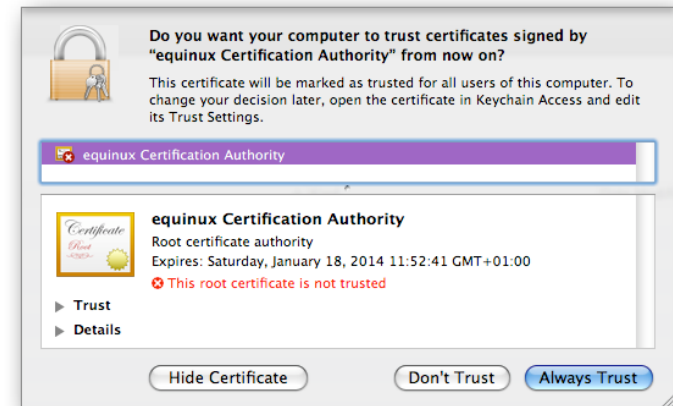 Do you want your computer to trust certificates signed by
“equinux Certification Authority” from now on?
This certificate will be marked as trusted for all users of this computer. To
change your decision later, open the certificate in Keychain Access and edit
its Trust Settings.
equinux Certification Authority
Certificate
Root
equinux Certification Authority
Root certificate authority
Expires: Saturday, January 18, 2014 11:52:41 GMT+01:00
This root certificate is not trusted
Trust
Details
Hide Certificate
Don't Trust
Always Trust